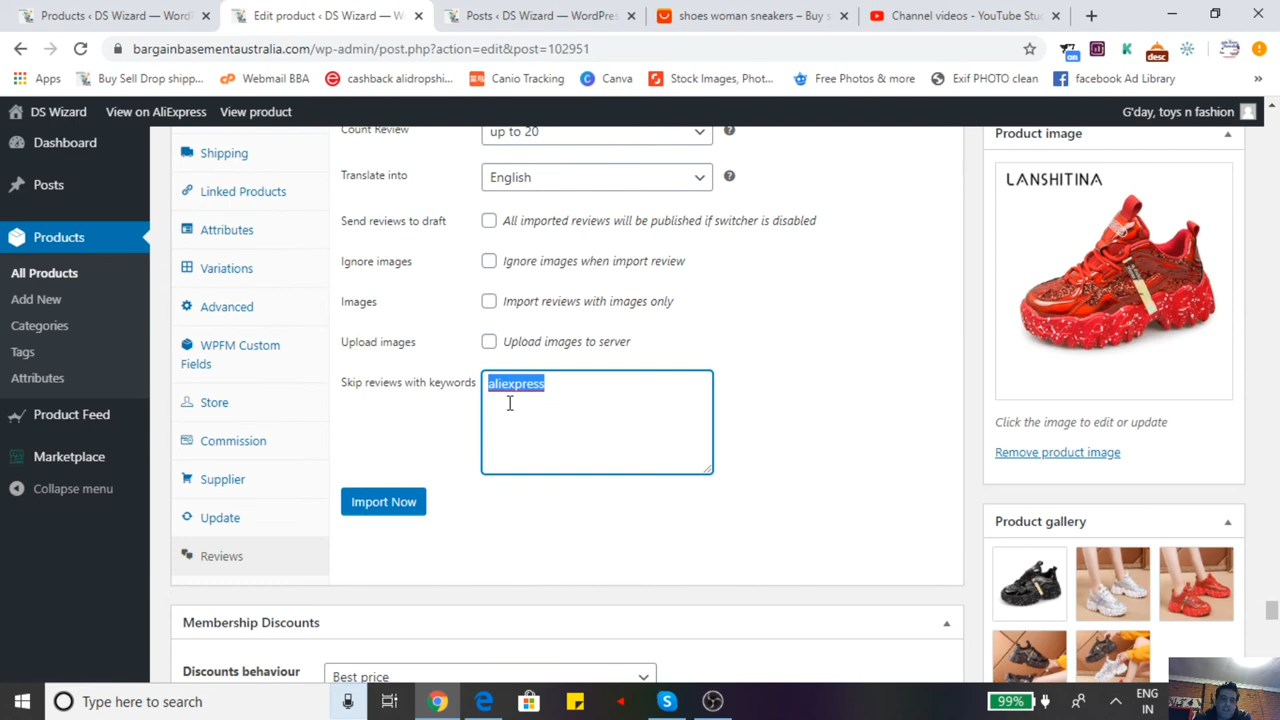 Products ‹ DS Wizard — WordP
Edit product ‹ DS Wizard — W
Posts ‹ DS Wizard — WordPres
shoes woman sneakers – Buy s
Channel videos - YouTube Stu
bargainbasementaustralia.com/wp-admin/post.php?action=edit&post=102951
on
desc
Apps
Buy Sell Drop shipp...
Webmail BBA
cashback alidropshi...
Canio Tracking
Canva
Stock Images, Phot...
Free Photos & more
Exif PHOTO clean
facebook Ad Library
»
DS Wizard
View on AliExpress
View product
G'day, toys n fashion
Dashboard
Posts
Products
All Products
Add New
Categories
Tags
Attributes
Product Feed
Marketplace
Collapse menu
Shipping
Linked Products
Attributes
Variations
Advanced
WPFM Custom
Fields
Store
Commission
Supplier
Update
Reviews
Count Review
up to 20
Translate into
English
Send reviews to draft
All imported reviews will be published if switcher is disabled
Ignore images
Ignore images when import review
Images
Import reviews with images only
Upload images
Upload images to server
Skip reviews with keywords
aliexpress
Import Now
Membership Discounts
Discounts behaviour
Best price
Product image
LANSHITINA
Click the image to edit or update
Remove product image
Product gallery
Type here to search
99%
ENG
IN